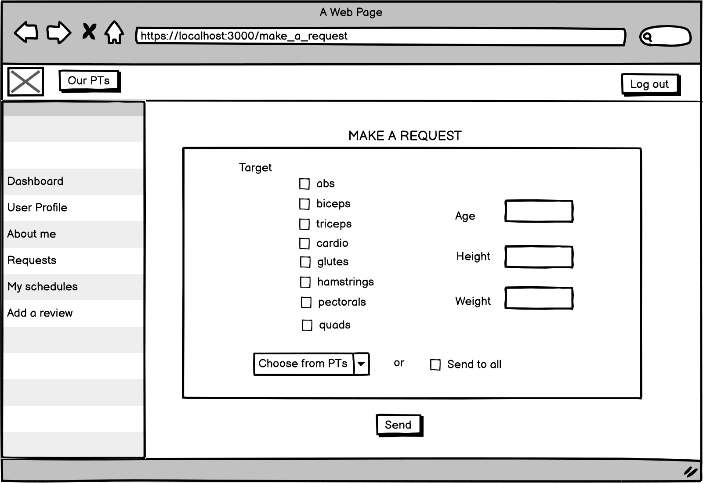 A Web Page
https://localhost:3000/make_a_request
Our PTs
Log out
Dashboard
User Profile
About me
Requests
My schedules
Add a review
MAKE A REQUEST
Target
abs
biceps
triceps
cardio
glutes
hamstrings
pectorals
quads
Age
Height
Weight
Choose from PTs or Send to all
Send